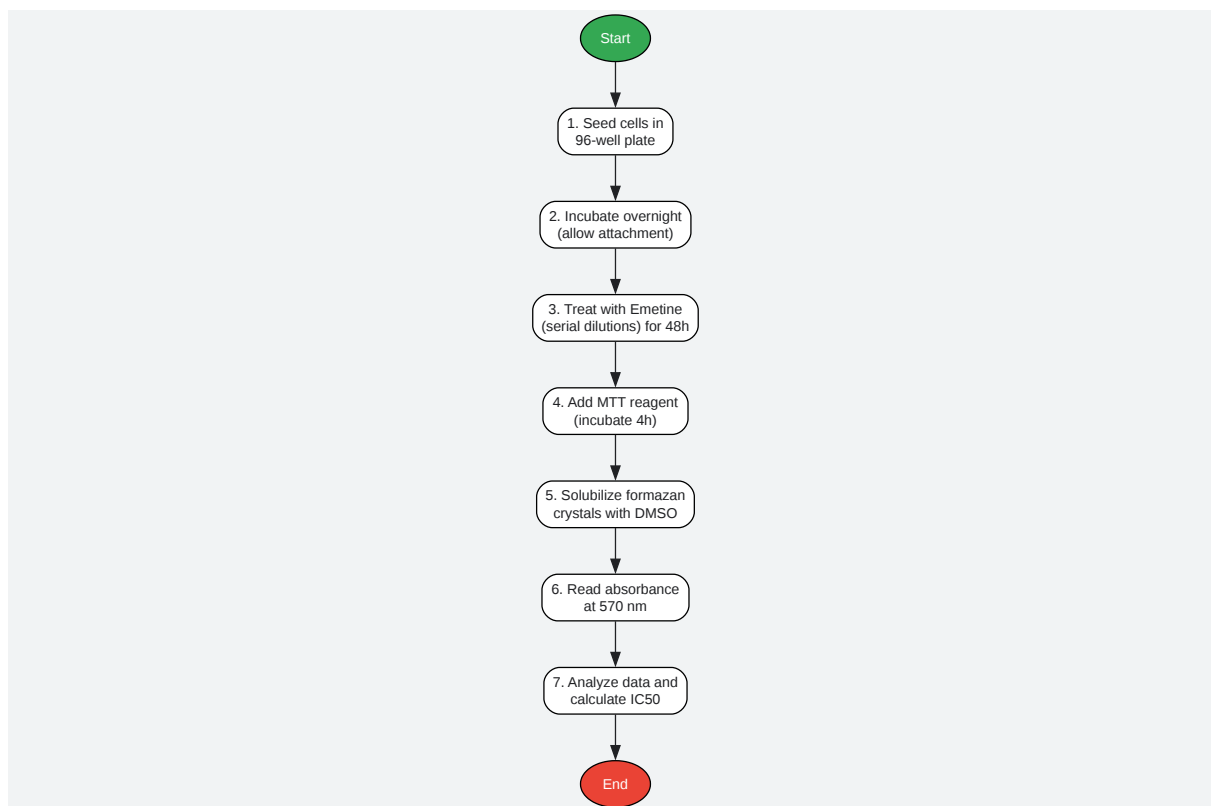 Start
1. Seed cells in
96-well plate
2. Incubate overnight
(allow attachment)
3. Treat with Emetine
(serial dilutions) for 48h
4. Add MTT reagent
(incubate 4h)
5. Solubilize formazan
crystals with DMSO
6. Read absorbance
at 570 nm
7. Analyze data and
calculate IC50
End